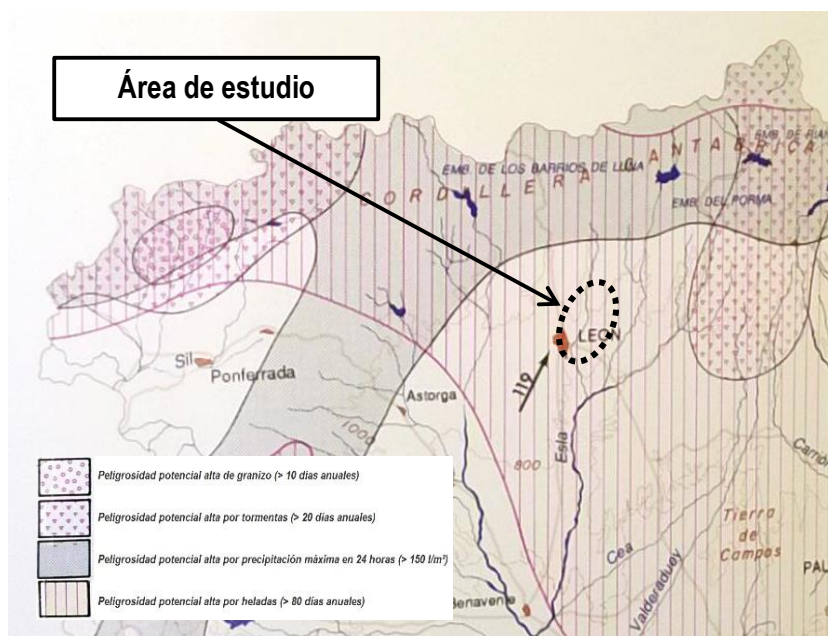 Área de estudio
EMB. DE RIAÑ
EMB. DE LOS BARRIOS DE LUNA
CORDILLERA CANTABRICA
EMB. DEL PORMA
LEON
Sil
Ponferrada
119
Astorga
1000
800
Esla
Peligrosidad potencial alta de granizo (> 10 días anuales)
Peligrosidad potencial alta por tormentas (> 20 días anuales)
Peligrosidad potencial alta por precipitación máxima en 24 horas (> 150 l/m²)
Peligrosidad potencial alta por heladas (> 80 días anuales)
Tierra
de
Campos
Cea
Valderaduey
PAL
Benavente